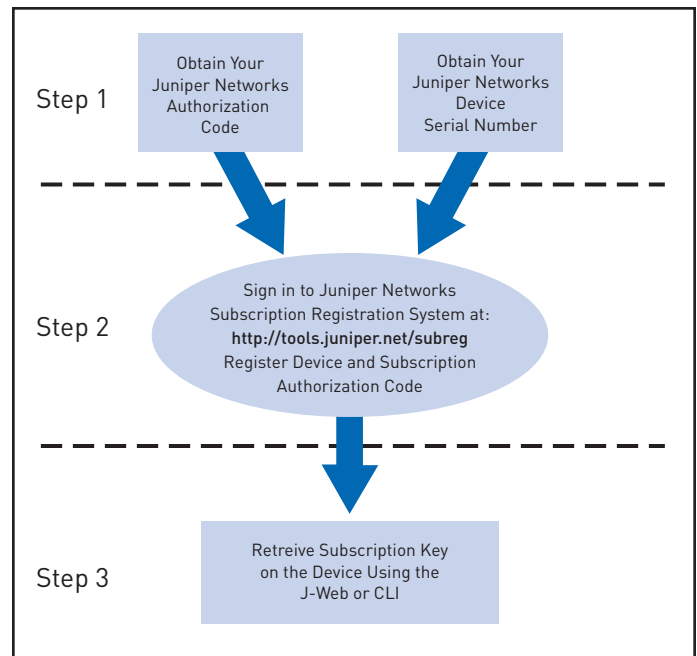 Step 1
Obtain Your
Juniper Networks
Authorization
Code
Obtain Your
Juniper Networks
Device
Serial Number
Step 2
Sign in to Juniper Networks
Subscription Registration System at:
http://tools.juniper.net/subreg
Register Device and Subscription
Authorization Code
Step 3
Retreive Subscription Key
on the Device Using the
J-Web or CLI